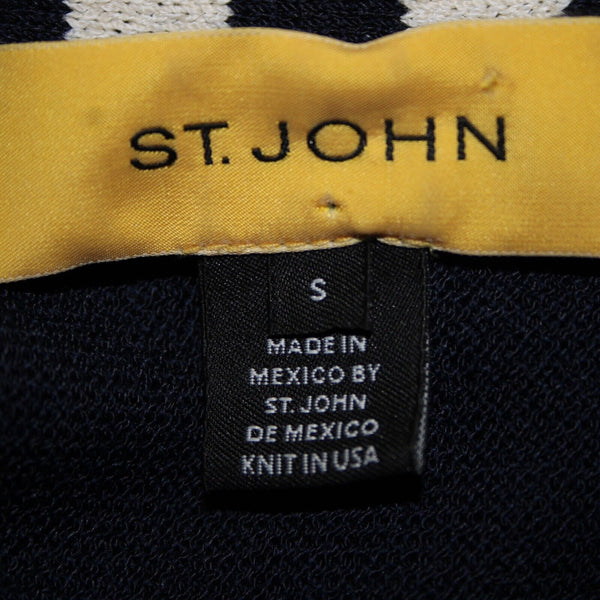 ST. JOHN
S
MADE IN
MEXICO BY
ST. JOHN
DE MEXICO
KNIT IN USA